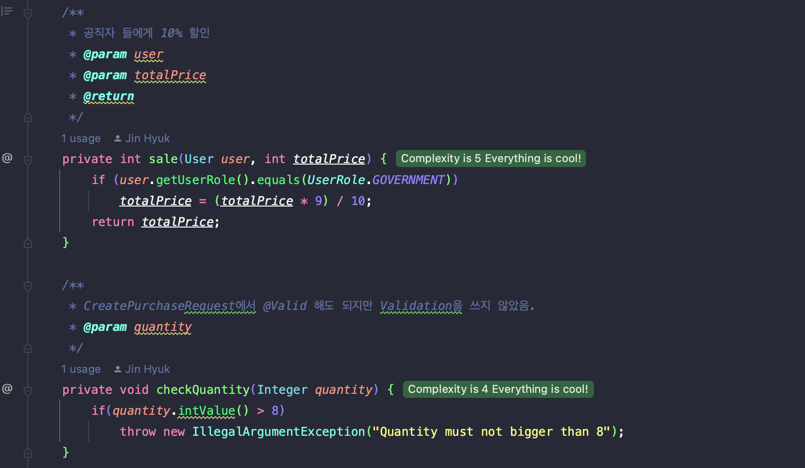 /**
* 공직자 들에게 10% 할인
* @param user
* @param totalPrice
* @return
*/
1 usage Jin Hyuk
@ private int sale(User user, int totalPrice) { Complexity is 5 Everything is cool!
if (user.getUserRole().equals(UserRole.GOVERNMENT))
totalPrice = (totalPrice * 9) / 10;
return totalPrice;
}
/**
* CreatePurchaseRequest에서 @Valid 해도 되지만 Validation을 쓰지 않았음.
* @param quantity
*/
1 usage Jin Hyuk
@ private void checkQuantity(Integer quantity) { Complexity is 4 Everything is cool!
if(quantity.intValue() > 8)
throw new IllegalArgumentException("Quantity must not bigger than 8");
}